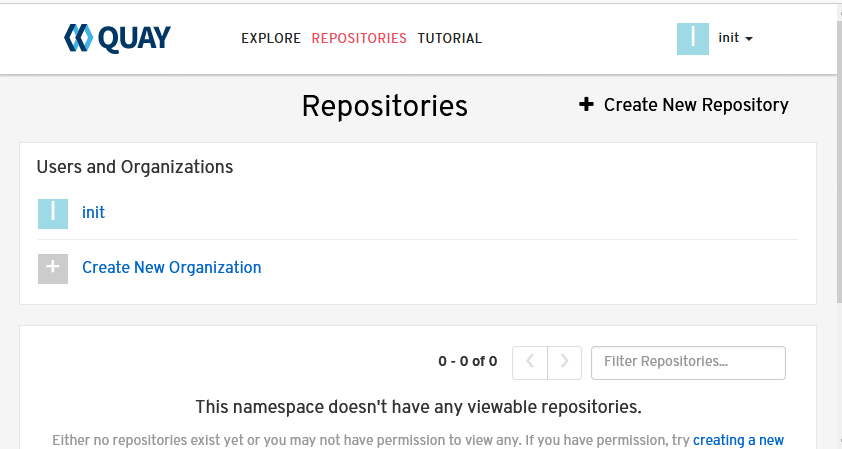 QUAY EXPLORE REPOSITORIES TUTORIAL I init
Repositories + Create New Repository
Users and Organizations
I init
+ Create New Organization
0 - 0 of 0 Filter Repositories...
This namespace doesn't have any viewable repositories.
Either no repositories exist yet or you may not have permission to view any. If you have permission, try creating a new